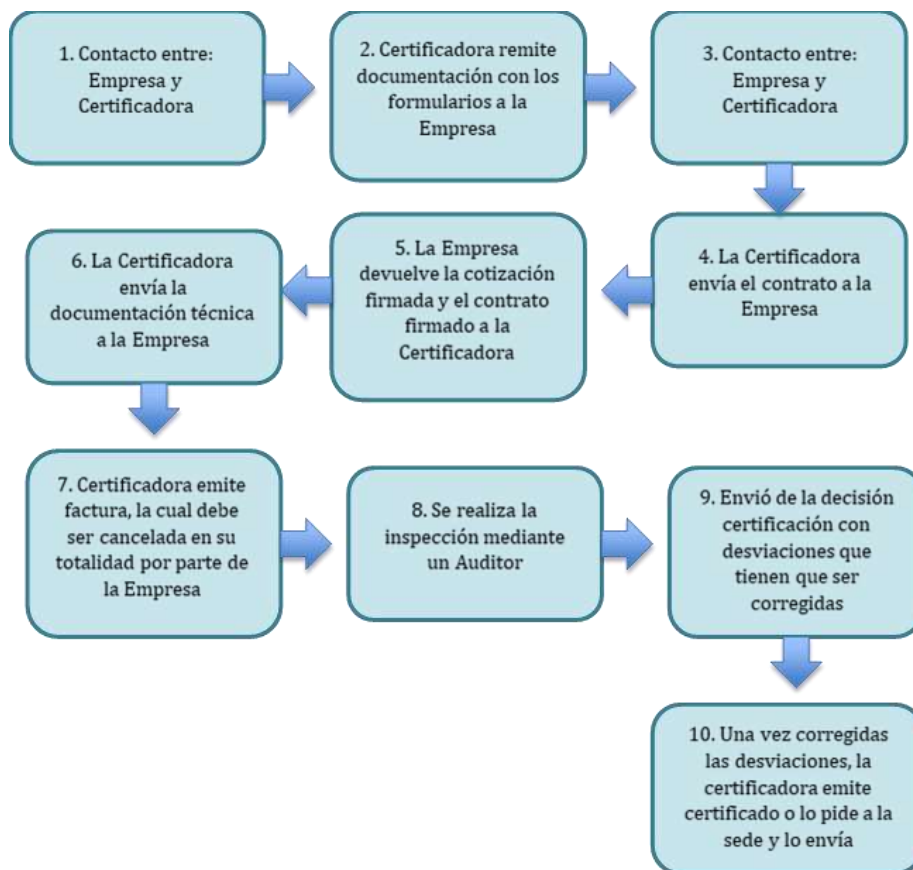 1. Contacto entre:
Empresa y
Certificadora
2. Certificadora remite
documentación con los
formularios a la
Empresa
3. Contacto entre:
Empresa y
Certificadora
4. La Certificadora
envía el contrato a la
Empresa
5. La Empresa
devuelve la cotización
firmada y el contrato
firmado a la
Certificadora
6. La Certificadora
envía la
documentación técnica
a la Empresa
7. Certificadora emite
factura, la cual debe
ser cancelada en su
totalidad por parte de
la Empresa
8. Se realiza la
inspección mediante
un Auditor
9. Envió de la decisión
certificación con
desviaciones que
tienen que ser
corregidas
10. Una vez corregidas
las desviaciones, la
certificadora emite
certificado o lo pide a la
sede y lo envía